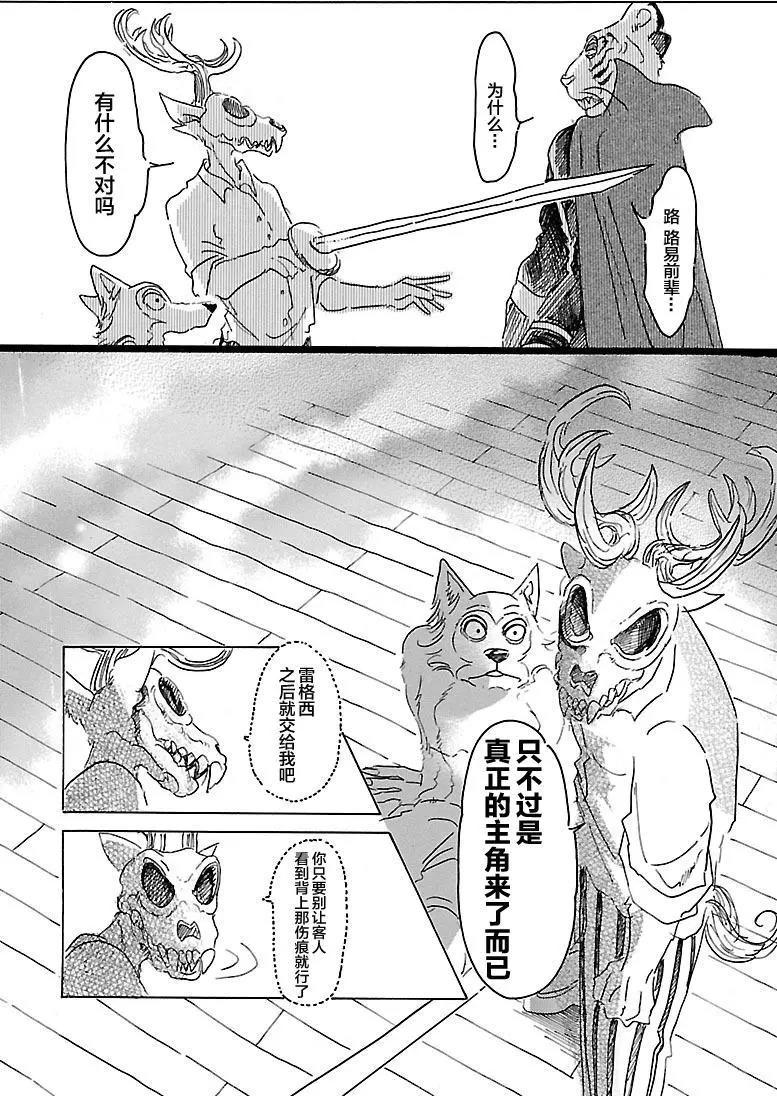 为什么…
路 路易前辈…
有什么不对吗
只不过是
真正的主角来了而已
雷格西
之后就交给我吧
你只要别让客人
看到背上那伤痕就行了